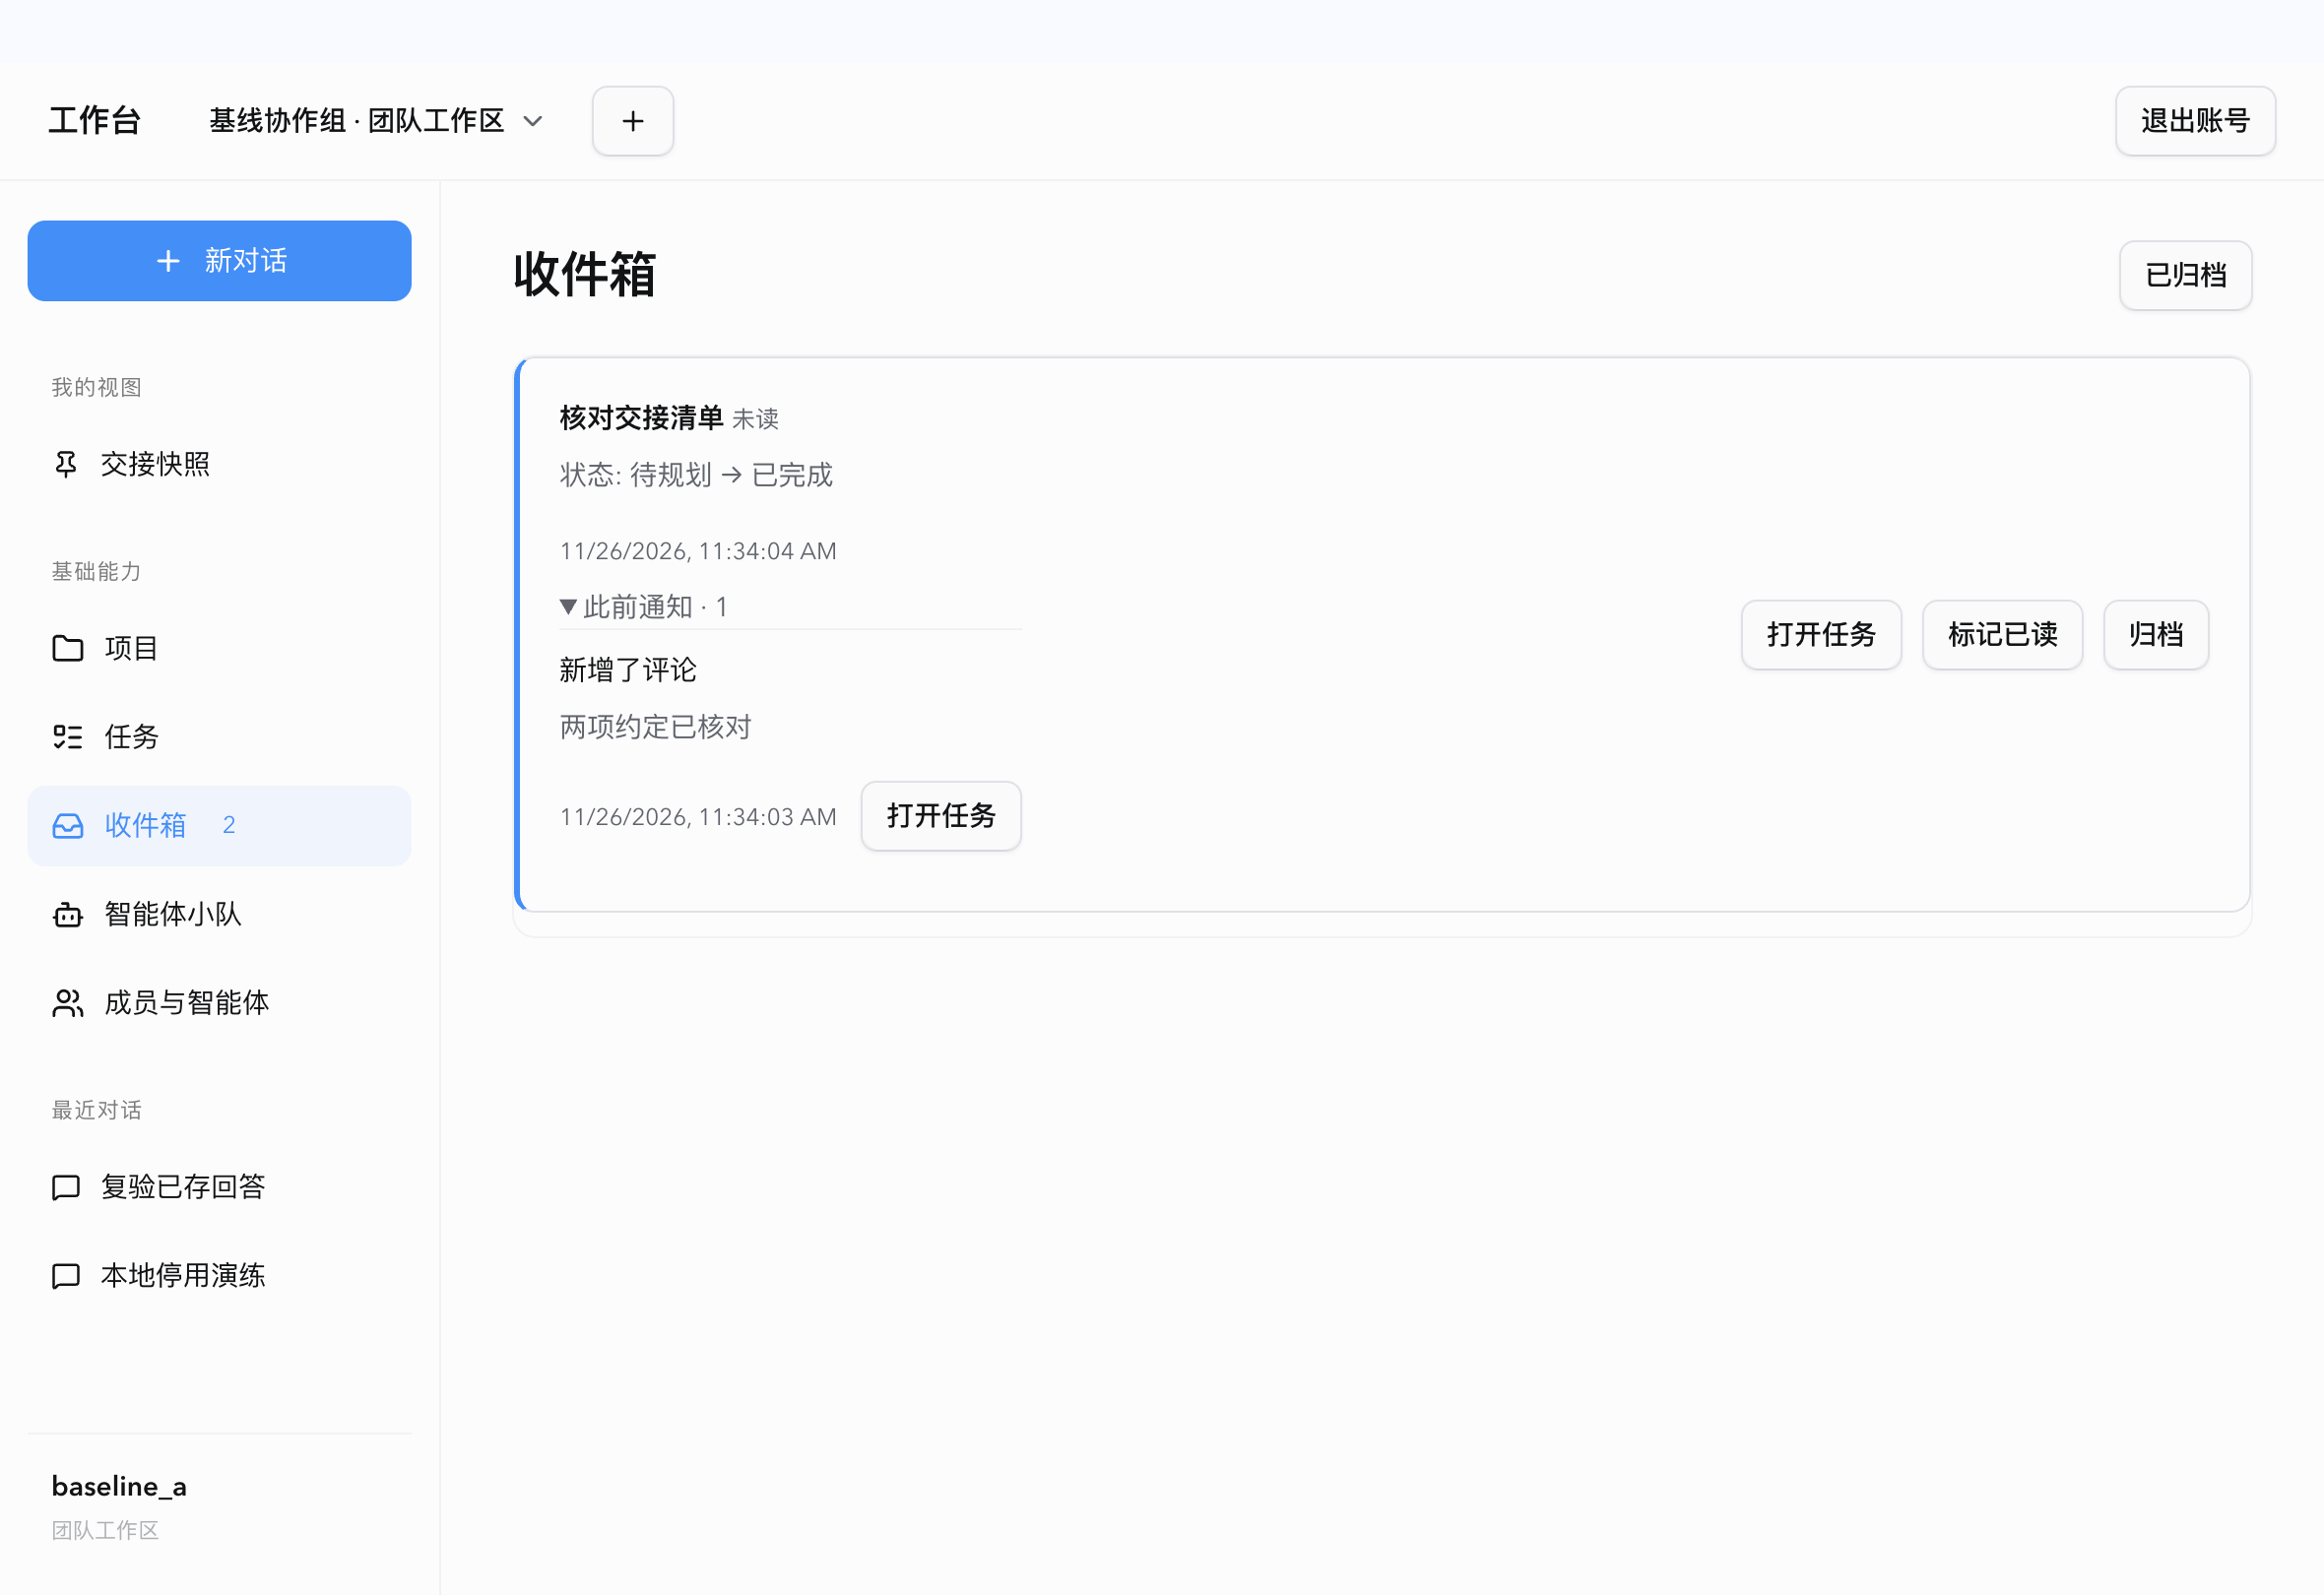 工作台
基线协作组 · 团队工作区
退出账号
新对话
我的视图
交接快照
基础能力
项目
任务
收件箱 2
智能体小队
成员与智能体
最近对话
复验已存回答
本地停用演练
baseline_a
团队工作区
收件箱
已归档
核对交接清单 未读
状态: 待规划 → 已完成
11/26/2026, 11:34:04 AM
▼此前通知 · 1
新增了评论
两项约定已核对
11/26/2026, 11:34:03 AM 打开任务
打开任务 标记已读 归档